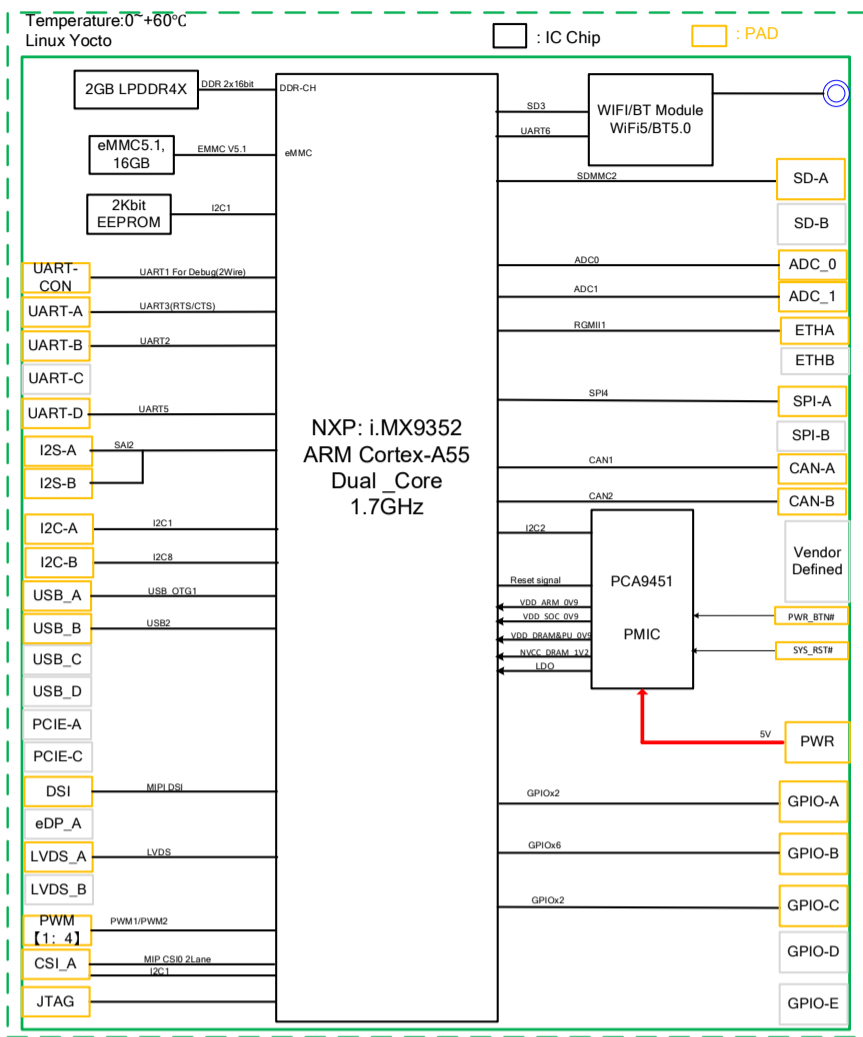 Temperature:0~+60℃
Linux Yocto
: IC Chip
: PAD
2GB LPDDR4X
DDR 2x16bit
DDR-CH
eMMC5.1,
16GB
EMMC V5.1
eMMC
2Kbit
EEPROM
I2C1
UART-
CON
UART1 For Debug(2Wire)
UART-A
UART3(RTS/CTS)
UART-B
UART2
UART-C
UART-D
UART5
I2S-A
SAI2
I2S-B
I2C-A
I2C1
I2C-B
I2C8
USB_A
USB_OTG1
USB_B
USB2
USB_C
USB_D
PCIE-A
PCIE-C
DSI
MIPI DSI
eDP_A
LVDS_A
LVDS
LVDS_B
PWM
【1: 4】
PWM1/PWM2
CSI_A
MIP CSI0 2Lane
I2C1
JTAG
NXP: i.MX9352
ARM Cortex-A55
Dual _Core
1.7GHz
SD3
UART6
WIFI/BT Module
WiFi5/BT5.0
SDMMC2
SD-A
SD-B
ADC0
ADC_0
ADC1
ADC_1
RGMII1
ETHA
ETHB
SPI4
SPI-A
SPI-B
CAN1
CAN-A
CAN2
CAN-B
I2C2
Reset signal
VDD_ARM_0V9
VDD_SOC_0V9
VDD_DRAM&PU_0V9
NVCC_DRAM_1V2
LDO
PCA9451
PMIC
Vendor
Defined
PWR_BTN#
SYS_RST#
5V
PWR
GPIOx2
GPIO-A
GPIOx6
GPIO-B
GPIOx2
GPIO-C
GPIO-D
GPIO-E